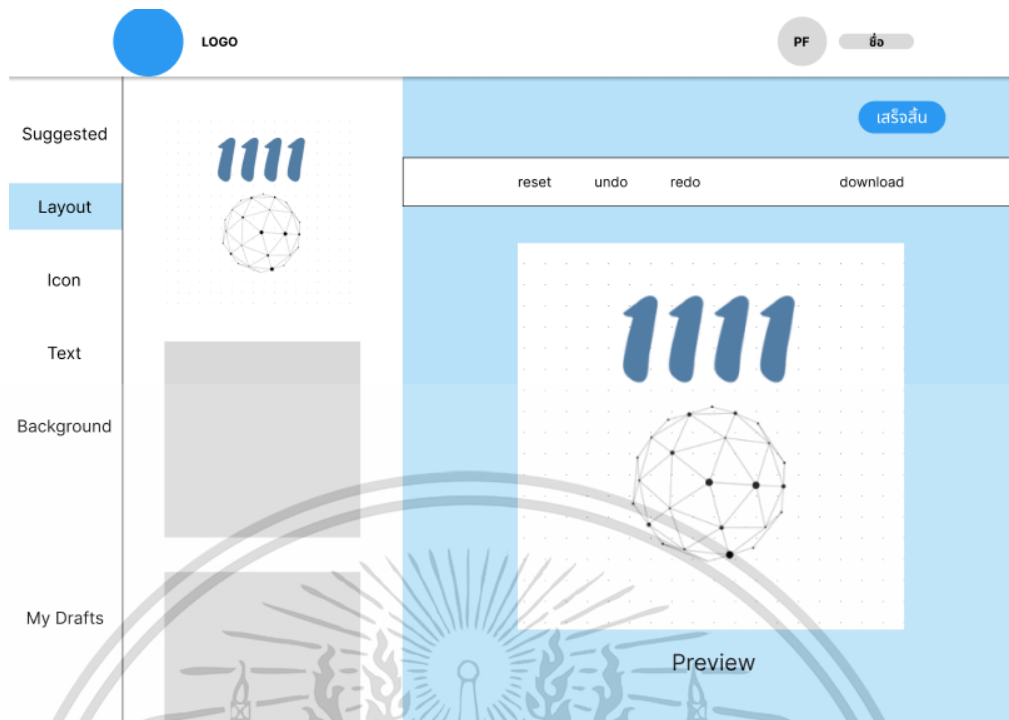 LOGO
PF
ชื่อ
Suggested
Layout
Icon
Text
Background
My Drafts
1111
เสร็จสิ้น
reset undo redo download
1111
Preview